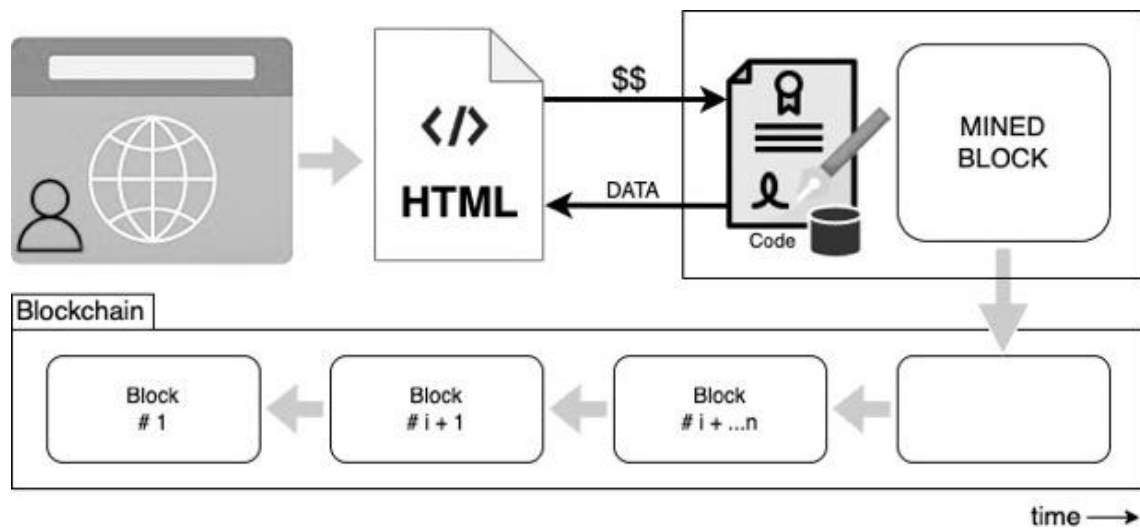 $$
</>
HTML
DATA
Code
MINED
BLOCK
Blockchain
Block
# 1
Block
# i + 1
Block
# i + ...n
time